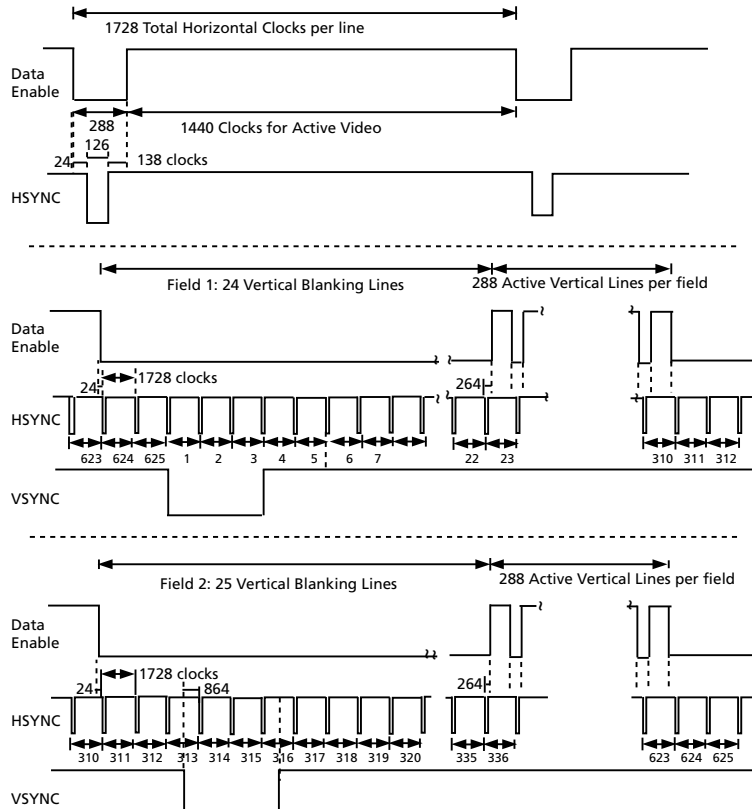 1728 Total Horizontal Clocks per line
Data
Enable
288
1440 Clocks for Active Video
126
24
138 clocks
HSYNC
Field 1: 24 Vertical Blanking Lines
288 Active Vertical Lines per field
Data
Enable
24
1728 clocks
264
HSYNC
623 624 625 1 2 3 4 5 6 7 22 23 310 311 312
VSYNC
Field 2: 25 Vertical Blanking Lines
288 Active Vertical Lines per field
Data
Enable
24
1728 clocks
864
264
HSYNC
310 311 312 313 314 315 316 317 318 319 320 335 336 623 624 625
VSYNC